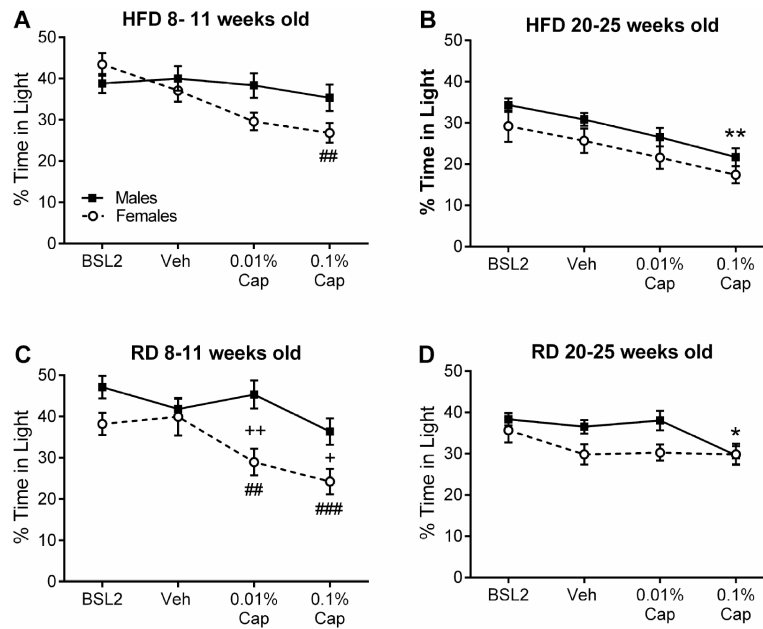 A
HFD 8- 11 weeks old
% Time in Light
50
40
30
20
10
0
##
Males
Females
BSL2
Veh
0.01%
Cap
0.1%
Cap
B
HFD 20-25 weeks old
% Time in Light
50
40
30
20
10
0
**
BSL2
Veh
0.01%
Cap
0.1%
Cap
C
RD 8-11 weeks old
% Time in Light
50
40
30
20
10
0
++
+
##
###
BSL2
Veh
0.01%
Cap
0.1%
Cap
D
RD 20-25 weeks old
% Time in Light
50
40
30
20
10
0
*
BSL2
Veh
0.01%
Cap
0.1%
Cap